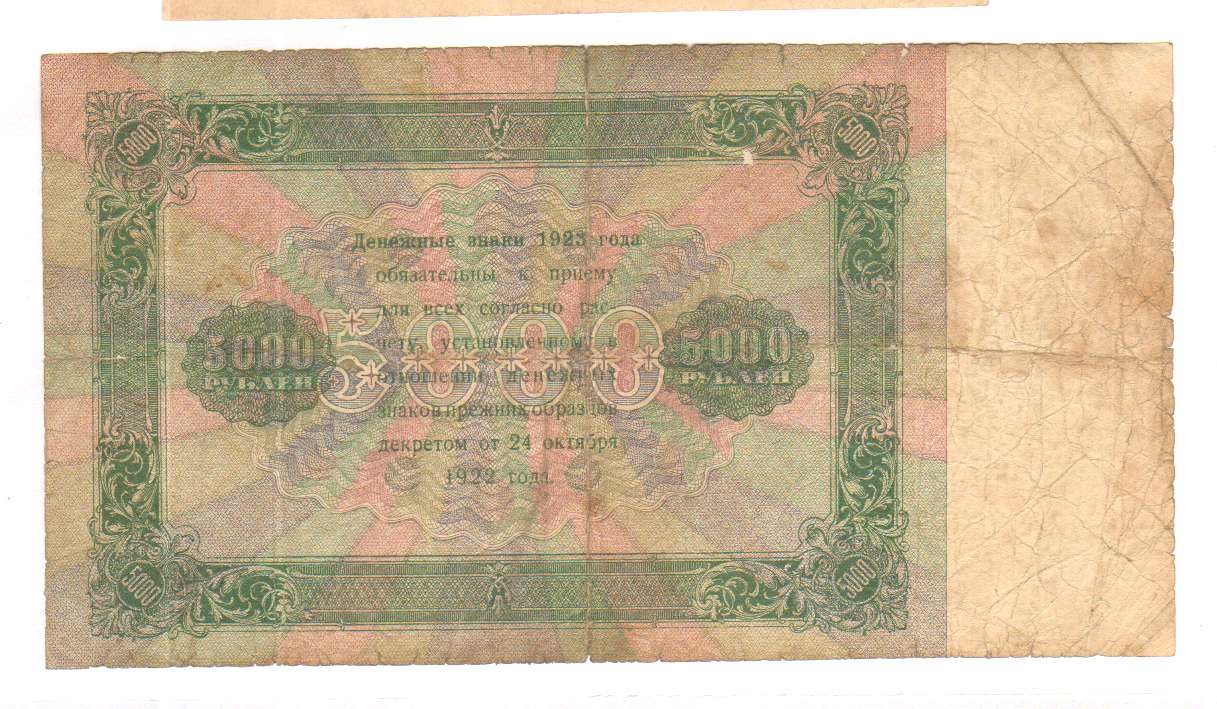 5000 5000
Денежные знаки 1923 года
обязательны к приему
для всех согласно рас-
чету, установленном, в
отношении денежных
знаков прежних образцов
декретом от 24 октября
1922 года.
5000
РУБЛЕЙ
5000
5000
РУБЛЕЙ
5000 5000